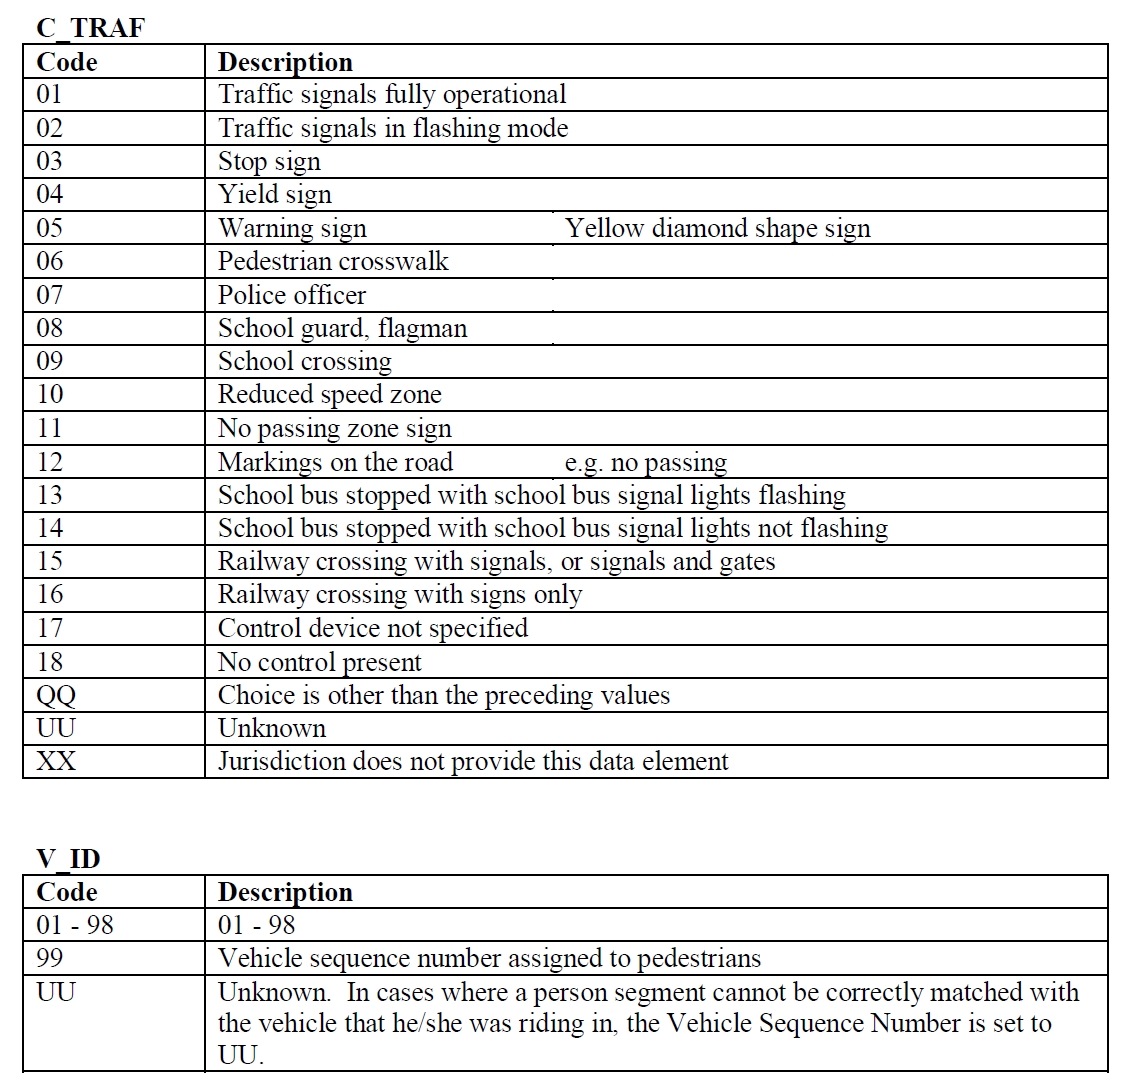 C_TRAF
Code Description
01 Traffic signals fully operational
02 Traffic signals in flashing mode
03 Stop sign
04 Yield sign
05 Warning sign Yellow diamond shape sign
06 Pedestrian crosswalk
07 Police officer
08 School guard, flagman
09 School crossing
10 Reduced speed zone
11 No passing zone sign
12 Markings on the road e.g. no passing
13 School bus stopped with school bus signal lights flashing
14 School bus stopped with school bus signal lights not flashing
15 Railway crossing with signals, or signals and gates
16 Railway crossing with signs only
17 Control device not specified
18 No control present
QQ Choice is other than the preceding values
UU Unknown
XX Jurisdiction does not provide this data element
V_ID
Code Description
01 - 98 01 - 98
99 Vehicle sequence number assigned to pedestrians
UU Unknown. In cases where a person segment cannot be correctly matched with
the vehicle that he/she was riding in, the Vehicle Sequence Number is set to
UU.